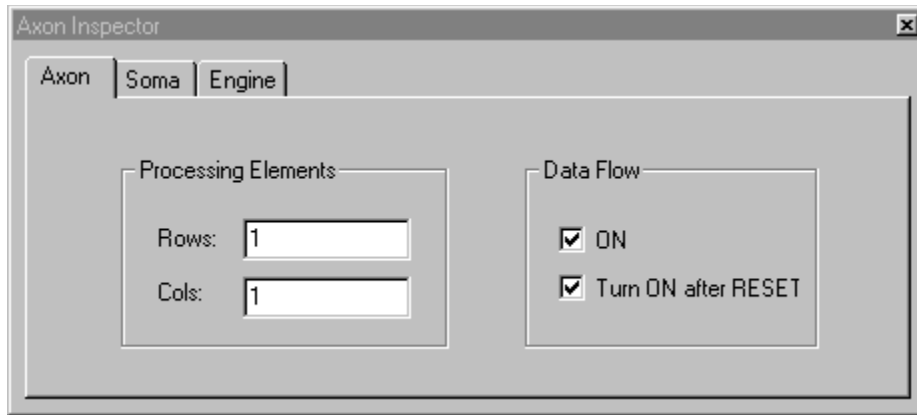 Axon Inspector
Axon Soma Engine
Processing Elements
Rows: 1
Cols: 1
Data Flow
ON
Turn ON after RESET